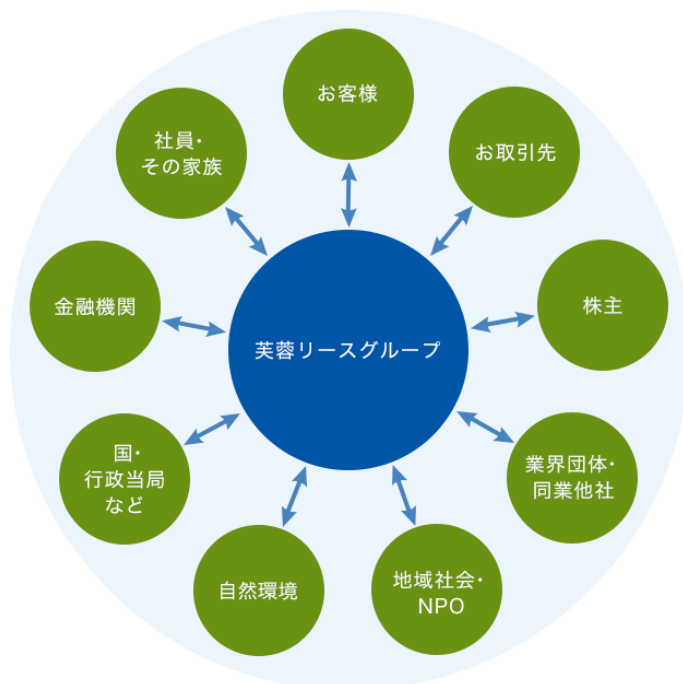 お客様
お取引先
株主
業界団体・
同業他社
地域社会・
NPO
自然環境
国・
行政当局
など
金融機関
社員・
その家族
芙蓉リースグループ